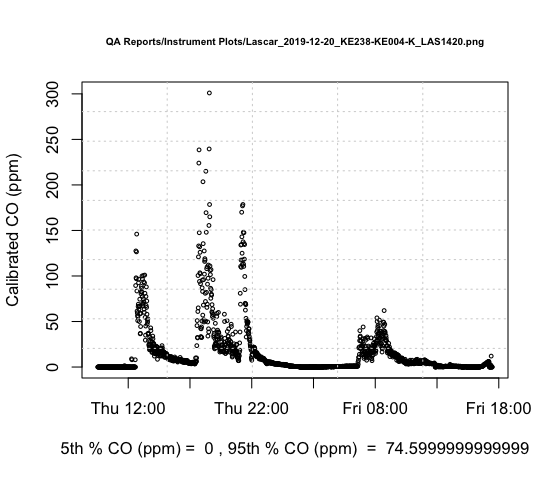 QA Reports/Instrument Plots/Lascar_2019-12-20_KE238-KE004-K_LAS1420.png
300
250
200
150
100
50
0
Calibrated CO (ppm)
Thu 12:00 Thu 22:00 Fri 08:00 Fri 18:00
5th % CO (ppm) = 0 , 95th % CO (ppm) = 74.5999999999999